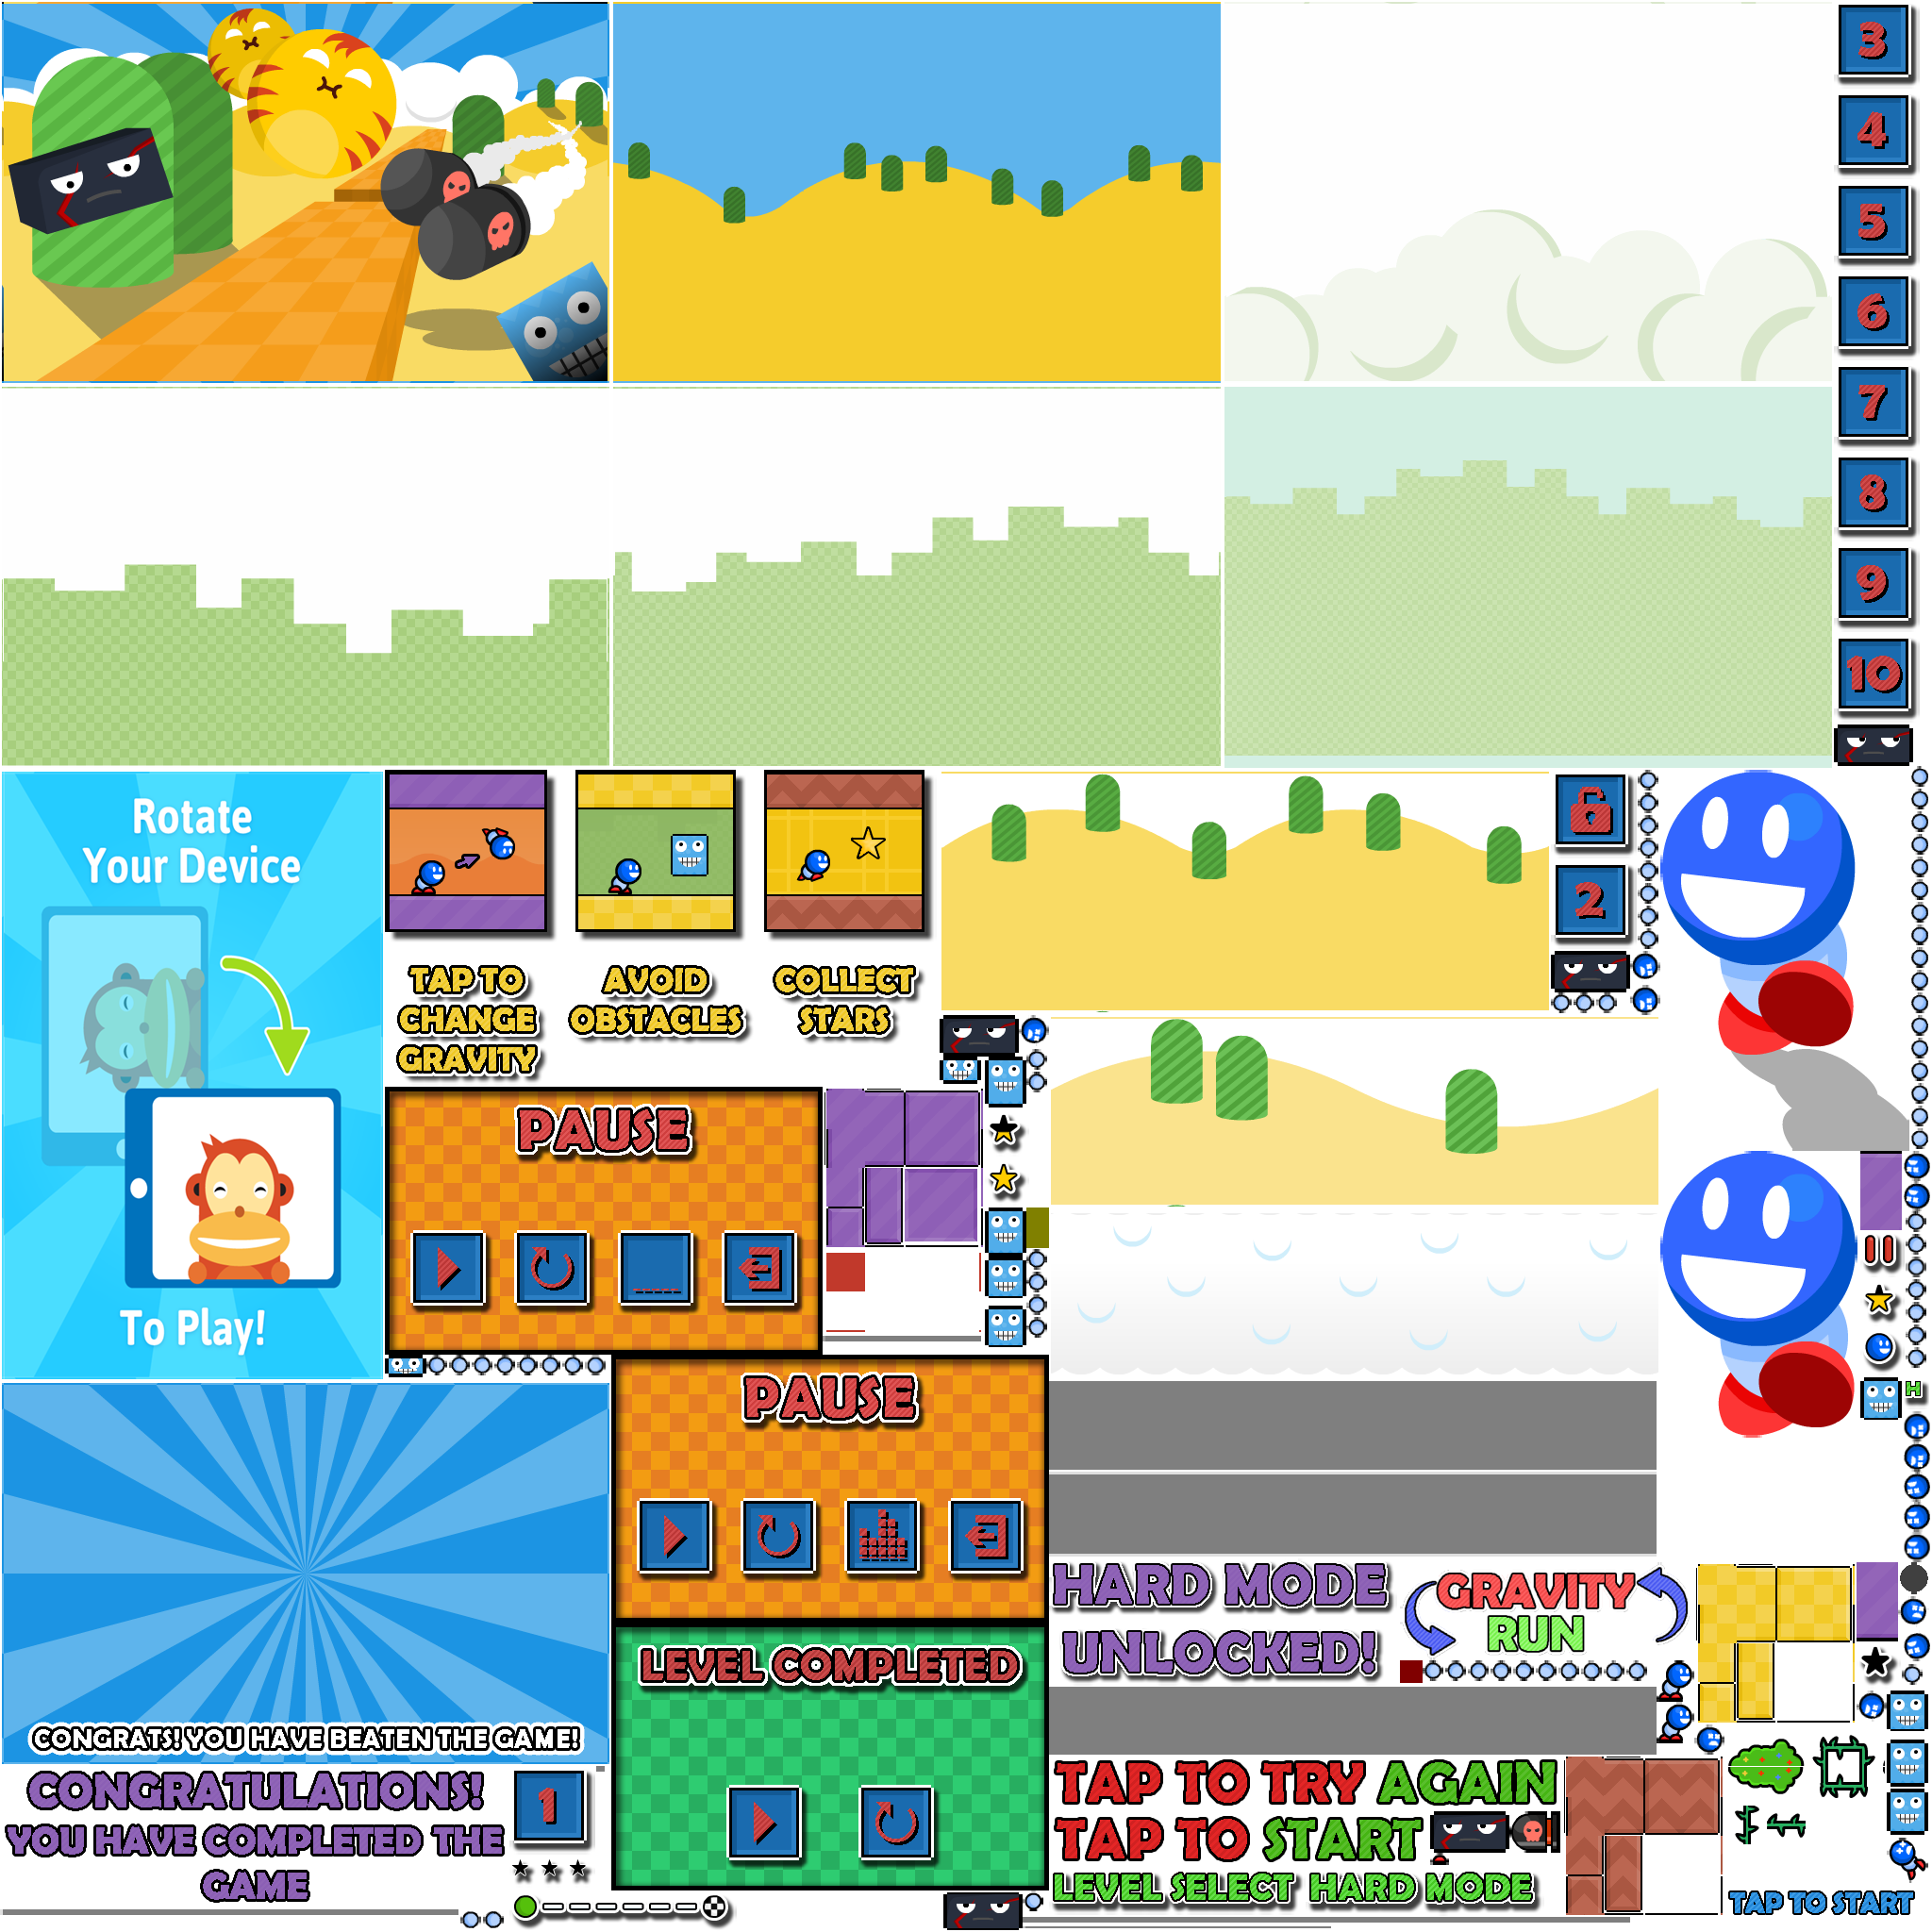 3
4
5
6
7
8
9
10
Rotate
Your Device
To Play!
TAP TO
CHANGE
GRAVITY
AVOID
OBSTACLES
COLLECT
STARS
2
PAUSE
PAUSE
H
HARD MODE
UNLOCKED!
GRAVITY
RUN
LEVEL COMPLETED
CONGRATS! YOU HAVE BEATEN THE GAME!
CONGRATULATIONS!
YOU HAVE COMPLETED THE
GAME
1
TAP TO TRY AGAIN
TAP TO START
LEVEL SELECT HARD MODE
TAP TO START